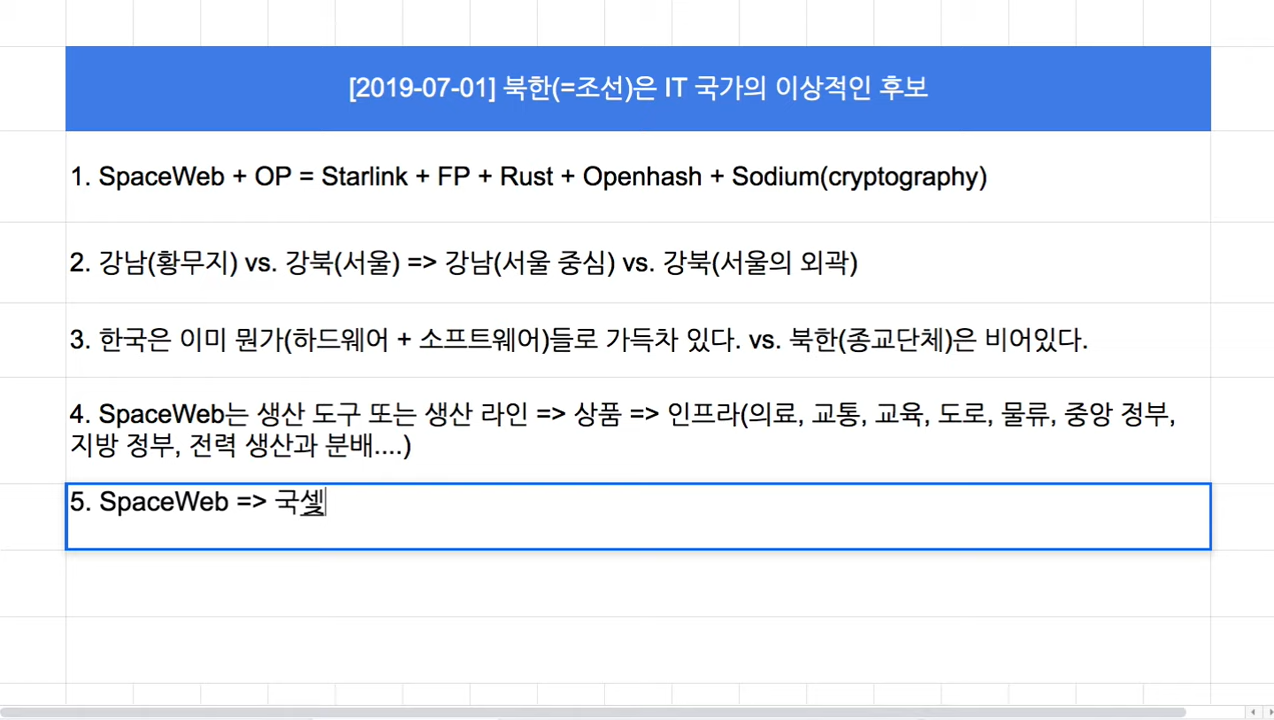 [2019-07-01] 북한(=조선)은 IT 국가의 이상적인 후보
1. SpaceWeb + OP = Starlink + FP + Rust + Openhash + Sodium(cryptography)
2. 강남(황무지) vs. 강북(서울) => 강남(서울 중심) vs. 강북(서울의 외곽)
3. 한국은 이미 뭔가(하드웨어 + 소프트웨어)들로 가득차 있다. vs. 북한(종교단체)은 비어있다.
4. SpaceWeb는 생산 도구 또는 생산 라인 => 상품 => 인프라(의료, 교통, 교육, 도로, 물류, 중앙 정부,
지방 정부, 전력 생산과 분배....)
5. SpaceWeb => 국